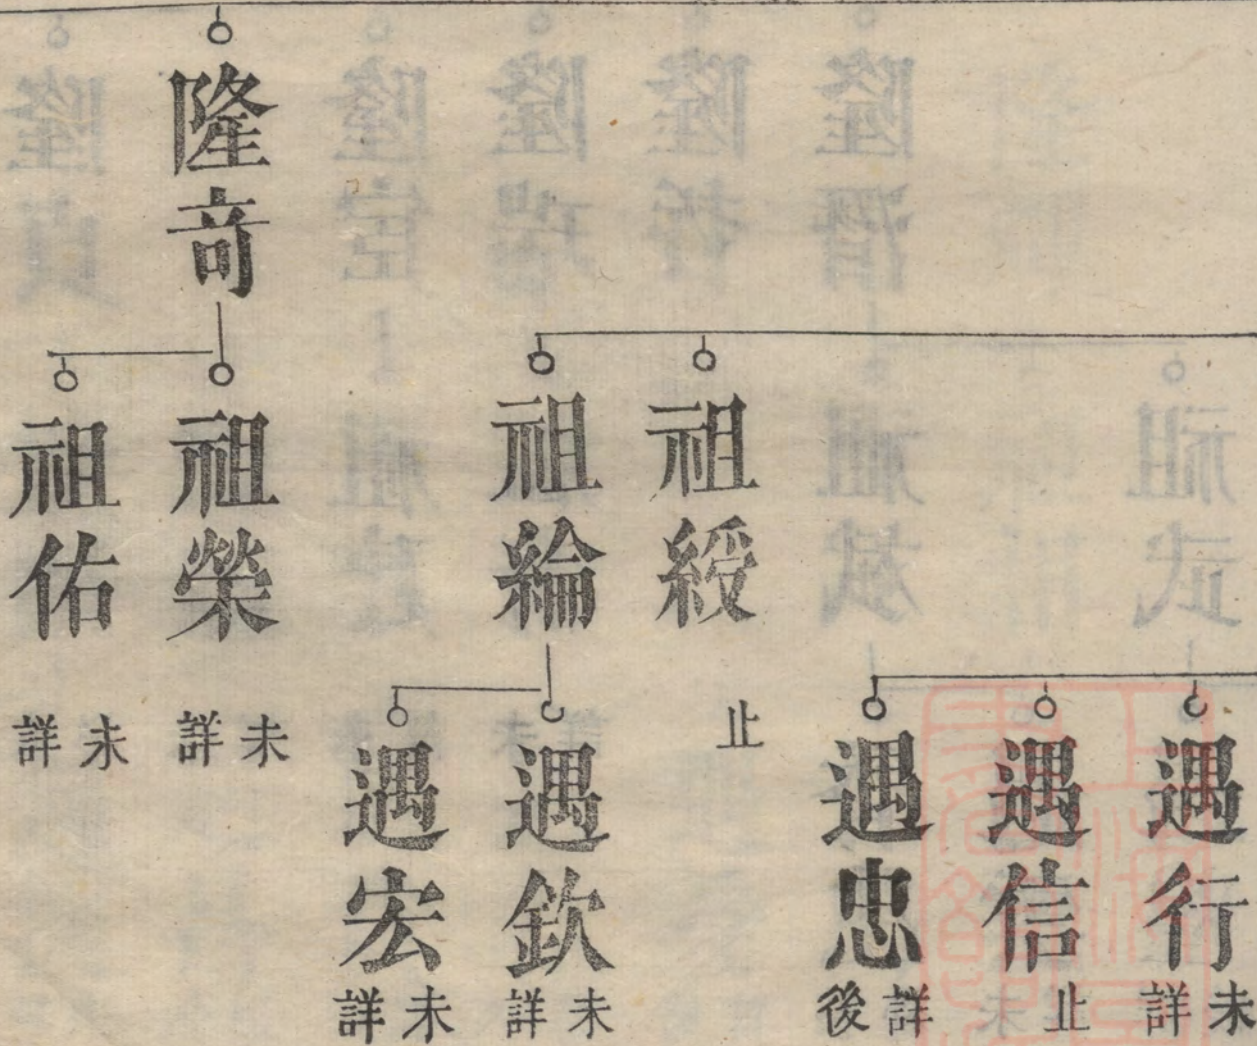 遇行 未詳
遇信 止
遇忠 詳後
祖綬 止
祖綸
遇欽 未詳
遇宏 未詳
隆奇
祖榮 未詳
祖佑 未詳